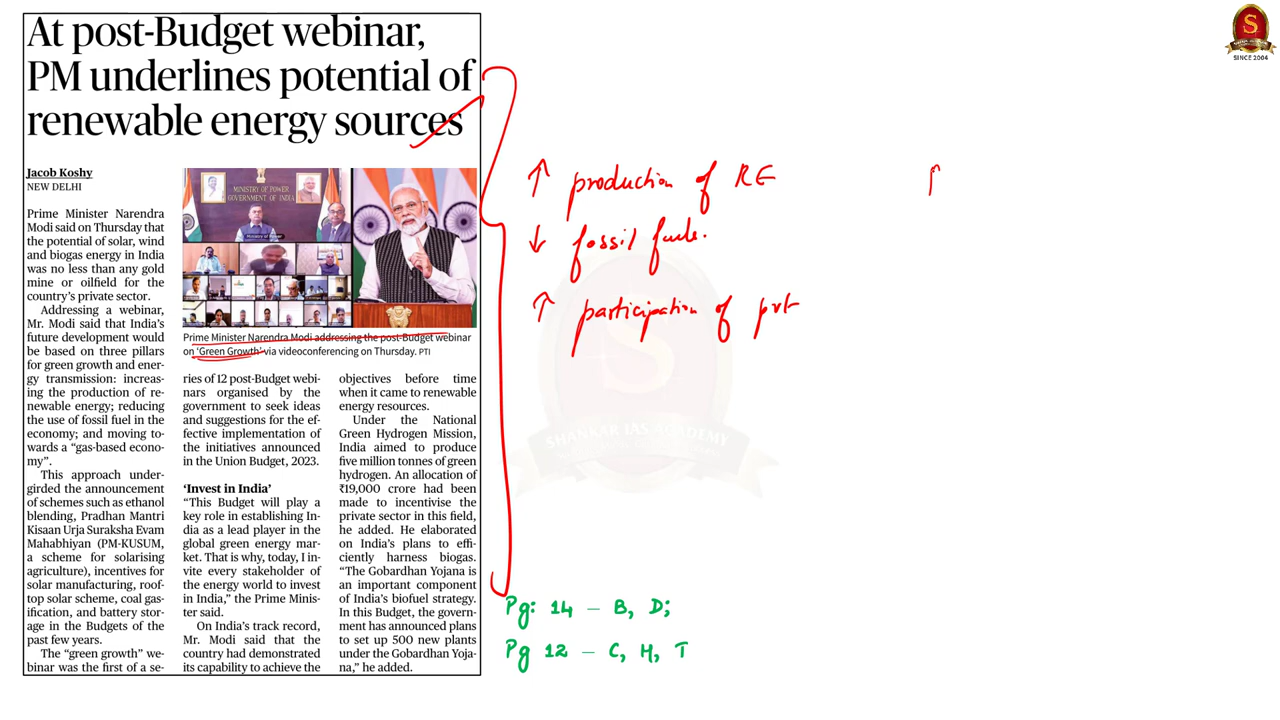 At post-Budget webinar,
PM underlines potential of
renewable energy sources
Jacob Koshy
NEW DELHI
Prime Minister Narendra
Modi said on Thursday that
the potential of solar, wind
and biogas energy in India
was no less than any gold
mine or oilfield for the
country's private sector.
Addressing a webinar,
Mr. Modi said that India's
future development would
be based on three pillars
for green growth and ener-
gy transmission: increas-
ing the production of re-
newable energy; reducing
the use of fossil fuel in the
economy; and moving to-
wards a “gas-based econo-
my”.
This approach under-
girded the announcement
of schemes such as ethanol
blending, Pradhan Mantri
Kisaan Urja Suraksha Evam
Mahabhiyan (PM-KUSUM,
a scheme for solarising
agriculture), incentives for
solar manufacturing, roof-
top solar scheme, coal gas-
ification, and battery stor-
age in the Budgets of the
past few years.
The “green growth” we-
binar was the first of a se-
MINISTRY OF POWER
GOVERNMENT OF INDIA
Prime Minister Narendra Modi addressing the post-Budget webinar
on ‘Green Growth’ via videoconferencing on Thursday. PTI
ries of 12 post-Budget webi-
nars organised by the
government to seek ideas
and suggestions for the ef-
fective implementation of
the initiatives announced
in the Union Budget, 2023.
‘Invest in India’
“This Budget will play a
key role in establishing In-
dia as a lead player in the
global green energy mar-
ket. That is why, today, I in-
vite every stakeholder of
the energy world to invest
in India,” the Prime Minis-
ter said.
On India's track record,
Mr. Modi said that the
country had demonstrated
its capability to achieve the
objectives before time
when it came to renewable
energy resources.
Under the National
Green Hydrogen Mission,
India aimed to produce
five million tonnes of green
hydrogen. An allocation of
₹19,000 crore had been
made to incentivise the
private sector in this field,
he added. He elaborated
on India's plans to effi-
ciently harness biogas.
“The Gobardhan Yojana is
an important component
of India's biofuel strategy.
In this Budget, the govern-
ment has announced plans
to set up 500 new plants
under the Gobardhan Yoja-
na,” he added.
↑ production of RE ↑
↓ fossil fuels.
↑ participation of pvt
Pg: 14 – B, D;
Pg 12 – C, H, T
SHANKAR IAS ACADEMY
S
SINCE 2004